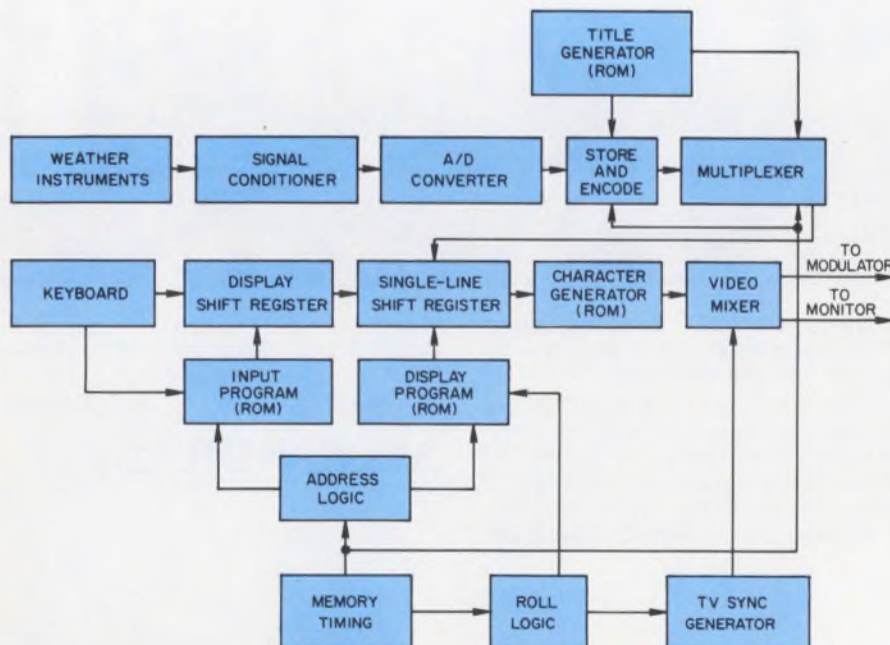 TITLE
GENERATOR
(ROM)
WEATHER
INSTRUMENTS
SIGNAL
CONDITIONER
A/D
CONVERTER
STORE
AND
ENCODE
MULTIPLEXER
KEYBOARD
DISPLAY
SHIFT REGISTER
SINGLE-LINE
SHIFT REGISTER
CHARACTER
GENERATOR
(ROM)
VIDEO
MIXER
TO
MODULATOR
TO
MONITOR
INPUT
PROGRAM
(ROM)
DISPLAY
PROGRAM
(ROM)
ADDRESS
LOGIC
MEMORY
TIMING
ROLL
LOGIC
TV SYNC
GENERATOR